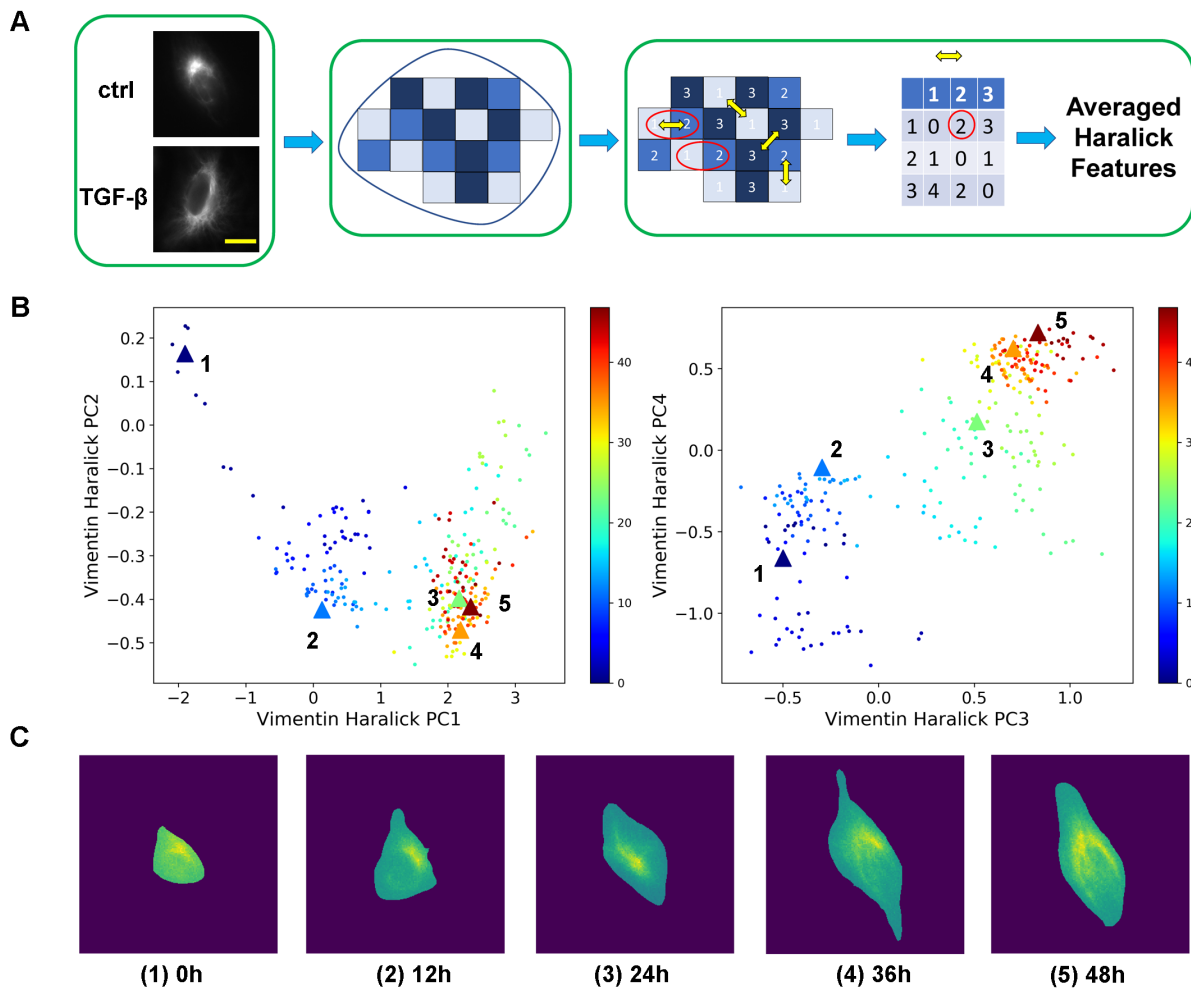 A
ctrl
TGF-β
3 1 3 2
2 3 1 3 1
2 1 2 3 2
1 3 1
1 2 3
1 0 2 3
2 1 0 1
3 4 2 0
Averaged
Haralick
Features
B
Vimentin Haralick PC2
0.2
0.1
0.0
−0.1
−0.2
−0.3
−0.4
−0.5
1
2
3
4
5
−2 −1 0 1 2 3
Vimentin Haralick PC1
40
30
20
10
0
Vimentin Haralick PC4
0.5
0.0
−0.5
−1.0
5
4
3
2
1
−0.5 0.0 0.5 1.0
Vimentin Haralick PC3
0
C
(1) 0h
(2) 12h
(3) 24h
(4) 36h
(5) 48h